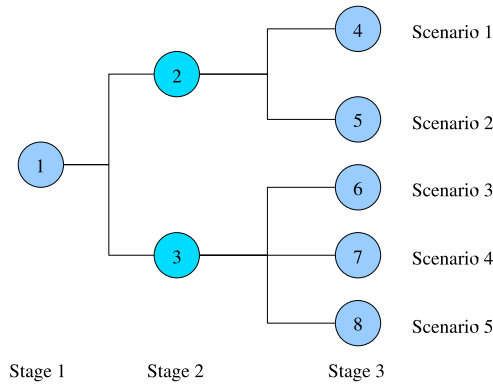 4 Scenario 1
2
5 Scenario 2
1
6 Scenario 3
3 7 Scenario 4
8 Scenario 5
Stage 1 Stage 2 Stage 3